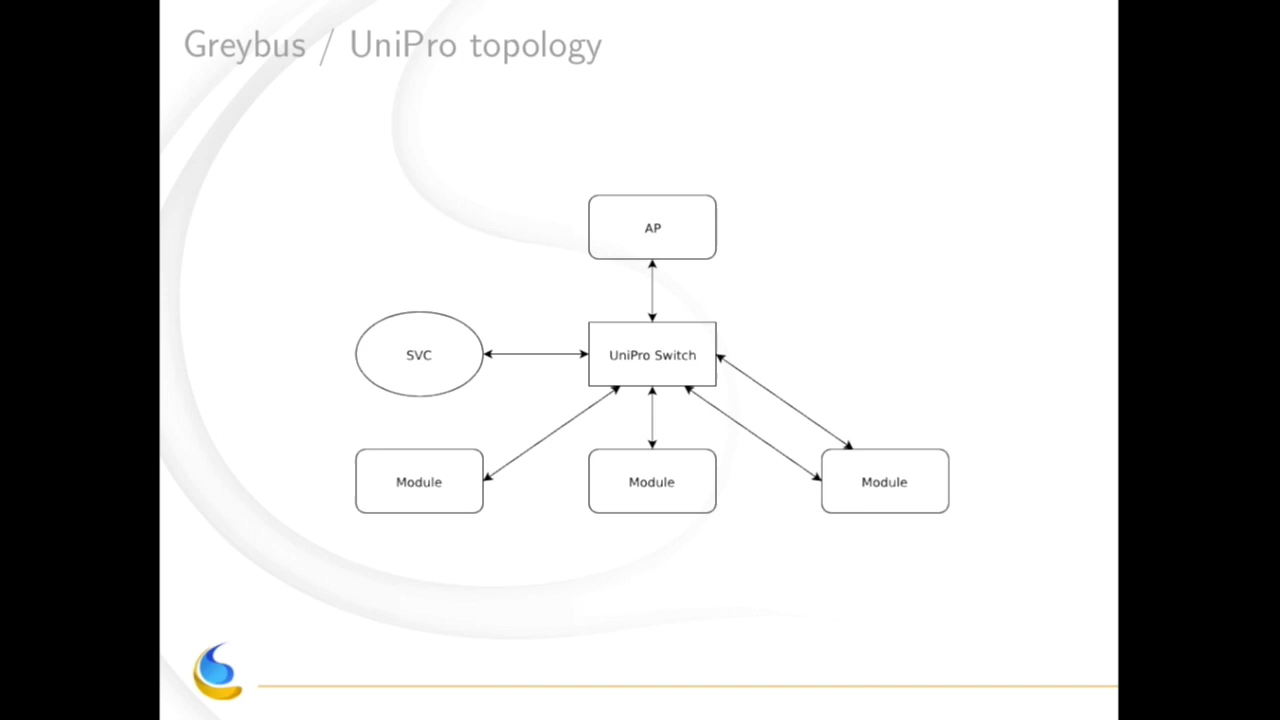 Greybus / UniPro topology
AP
SVC
UniPro Switch
Module
Module
Module